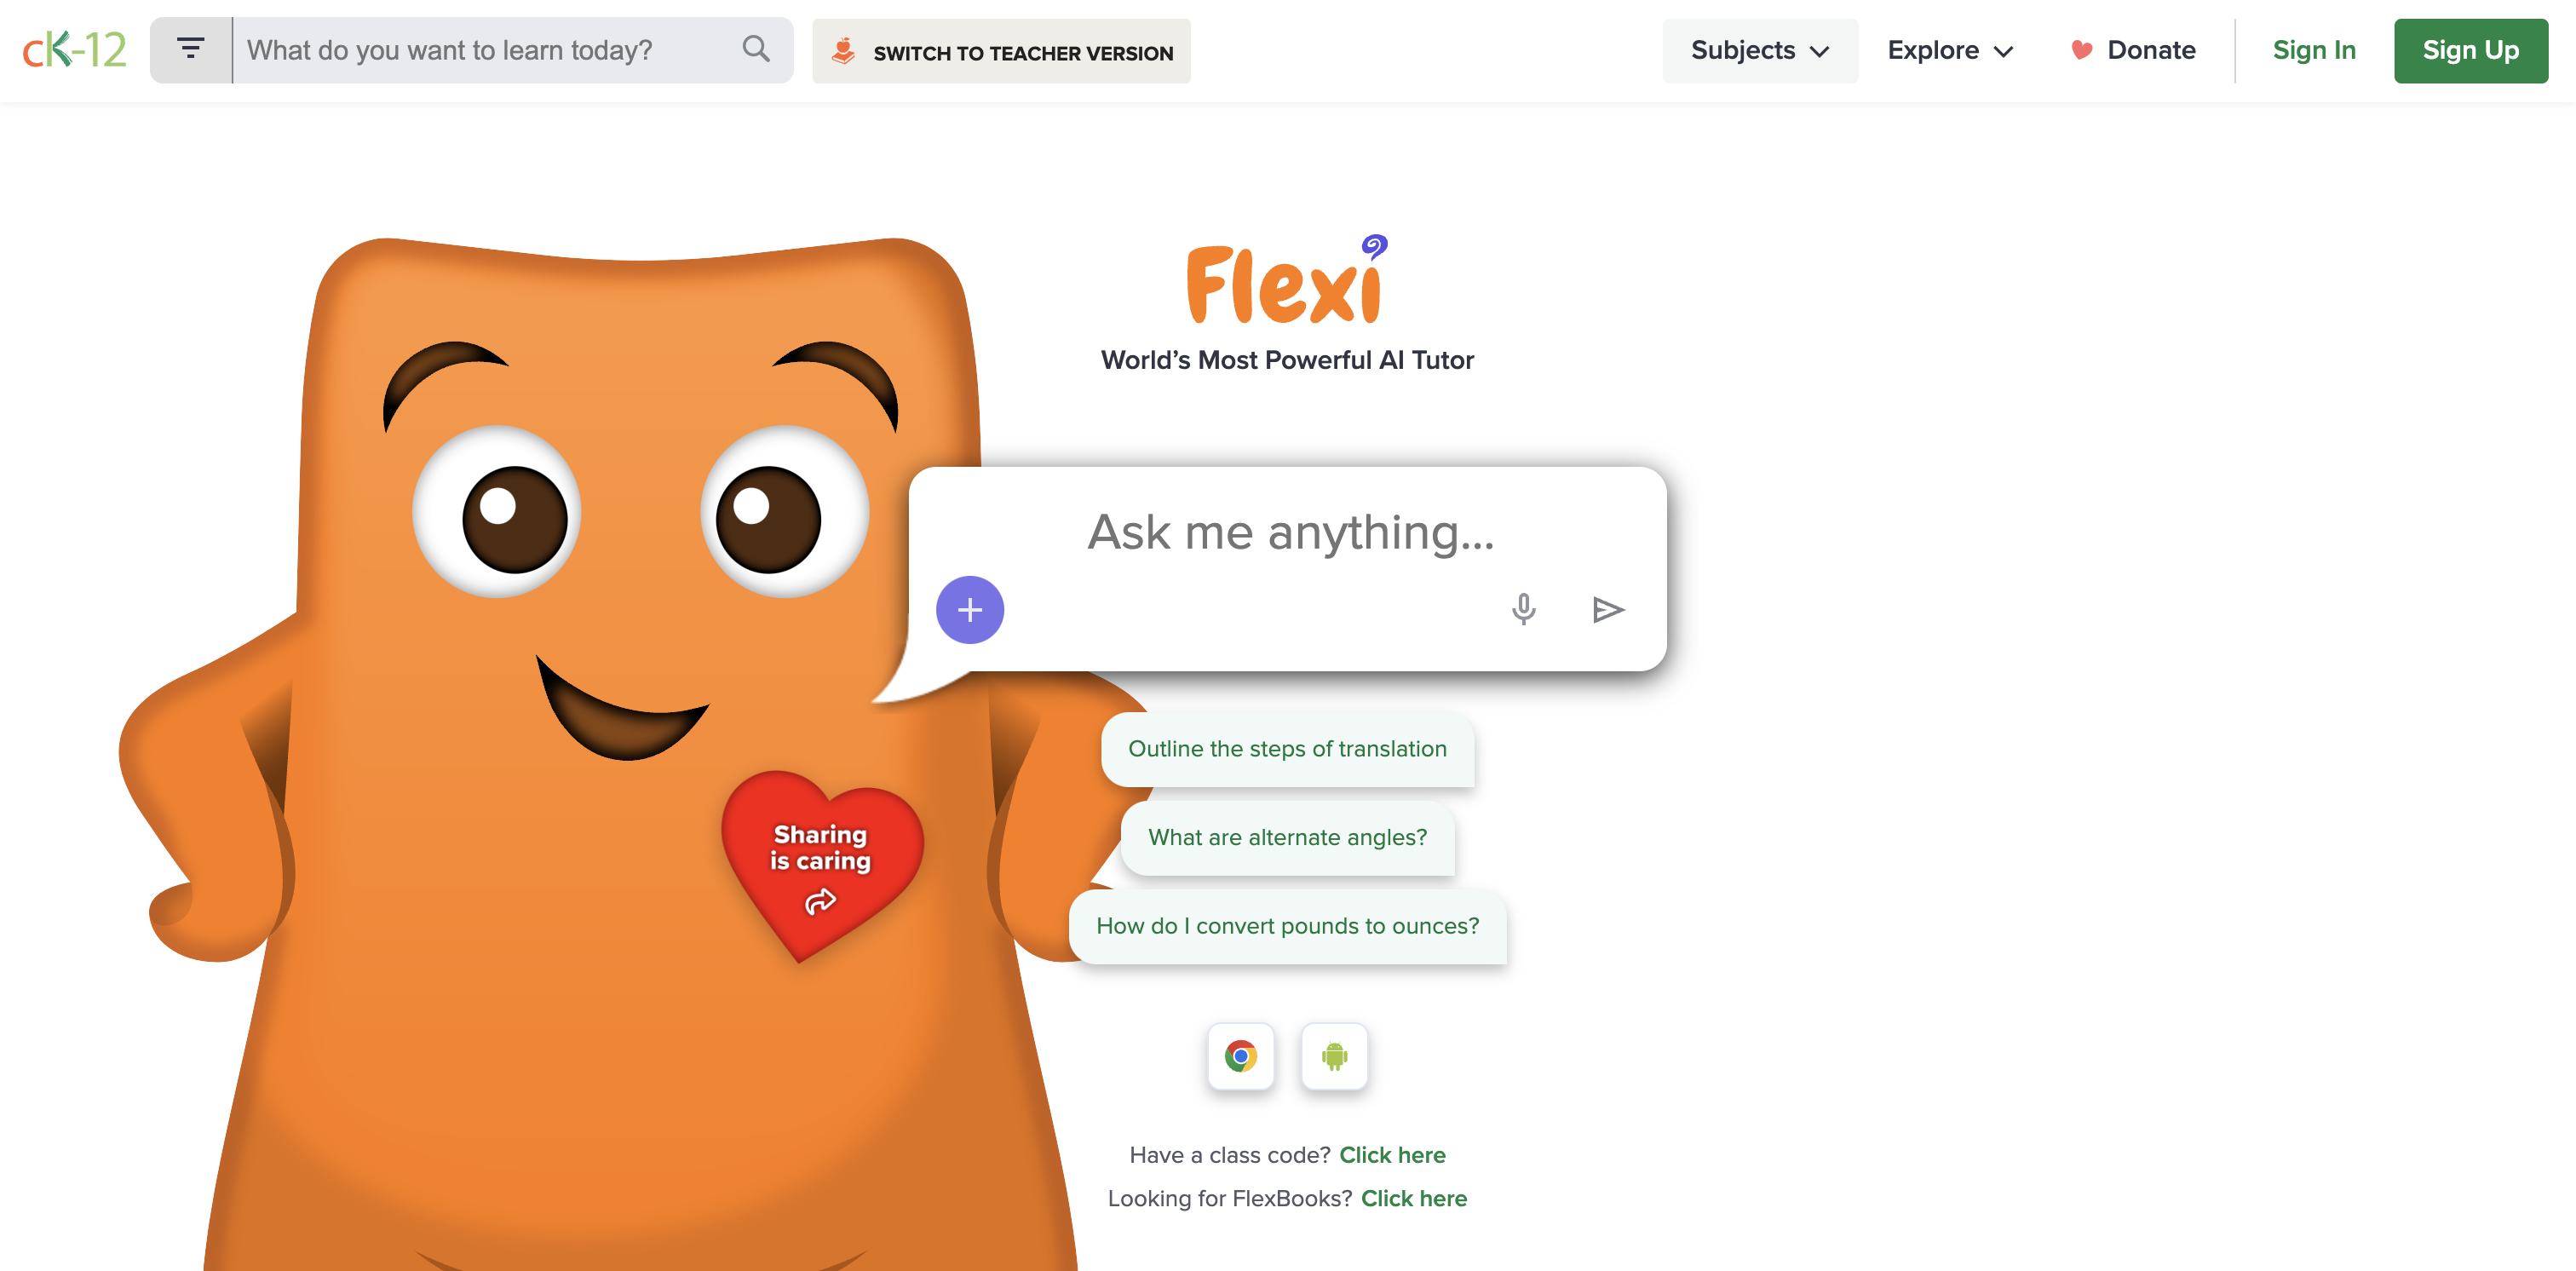 cK-12
What do you want to learn today?
SWITCH TO TEACHER VERSION
Subjects
Explore
Donate
Sign In
Sign Up
Flexi
World's Most Powerful AI Tutor
Ask me anything...
Outline the steps of translation
What are alternate angles?
How do I convert pounds to ounces?
Sharing
is caring
Have a class code? Click here
Looking for FlexBooks? Click here